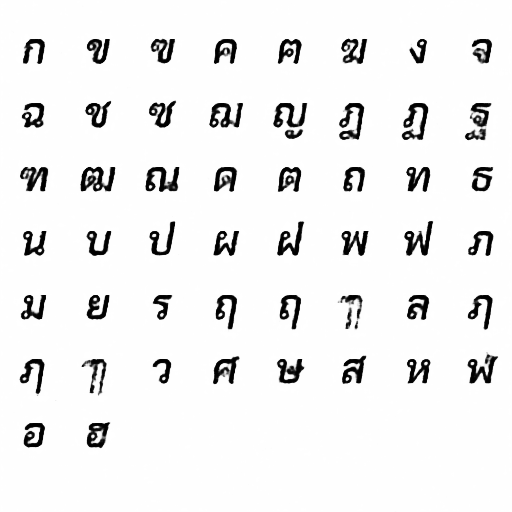 ก ข ฃ ค ฅ ฆ ง จ
ฉ ช ซ ฌ ญ ฎ ฏ ฐ
ฑ ฒ ณ ด ต ถ ท ธ
น บ ป ผ ฝ พ ฟ ภ
ม ย ร ฤ ฤ ล ฦ
ฦ ว ศ ษ ส ห ฬ
อ ฮ